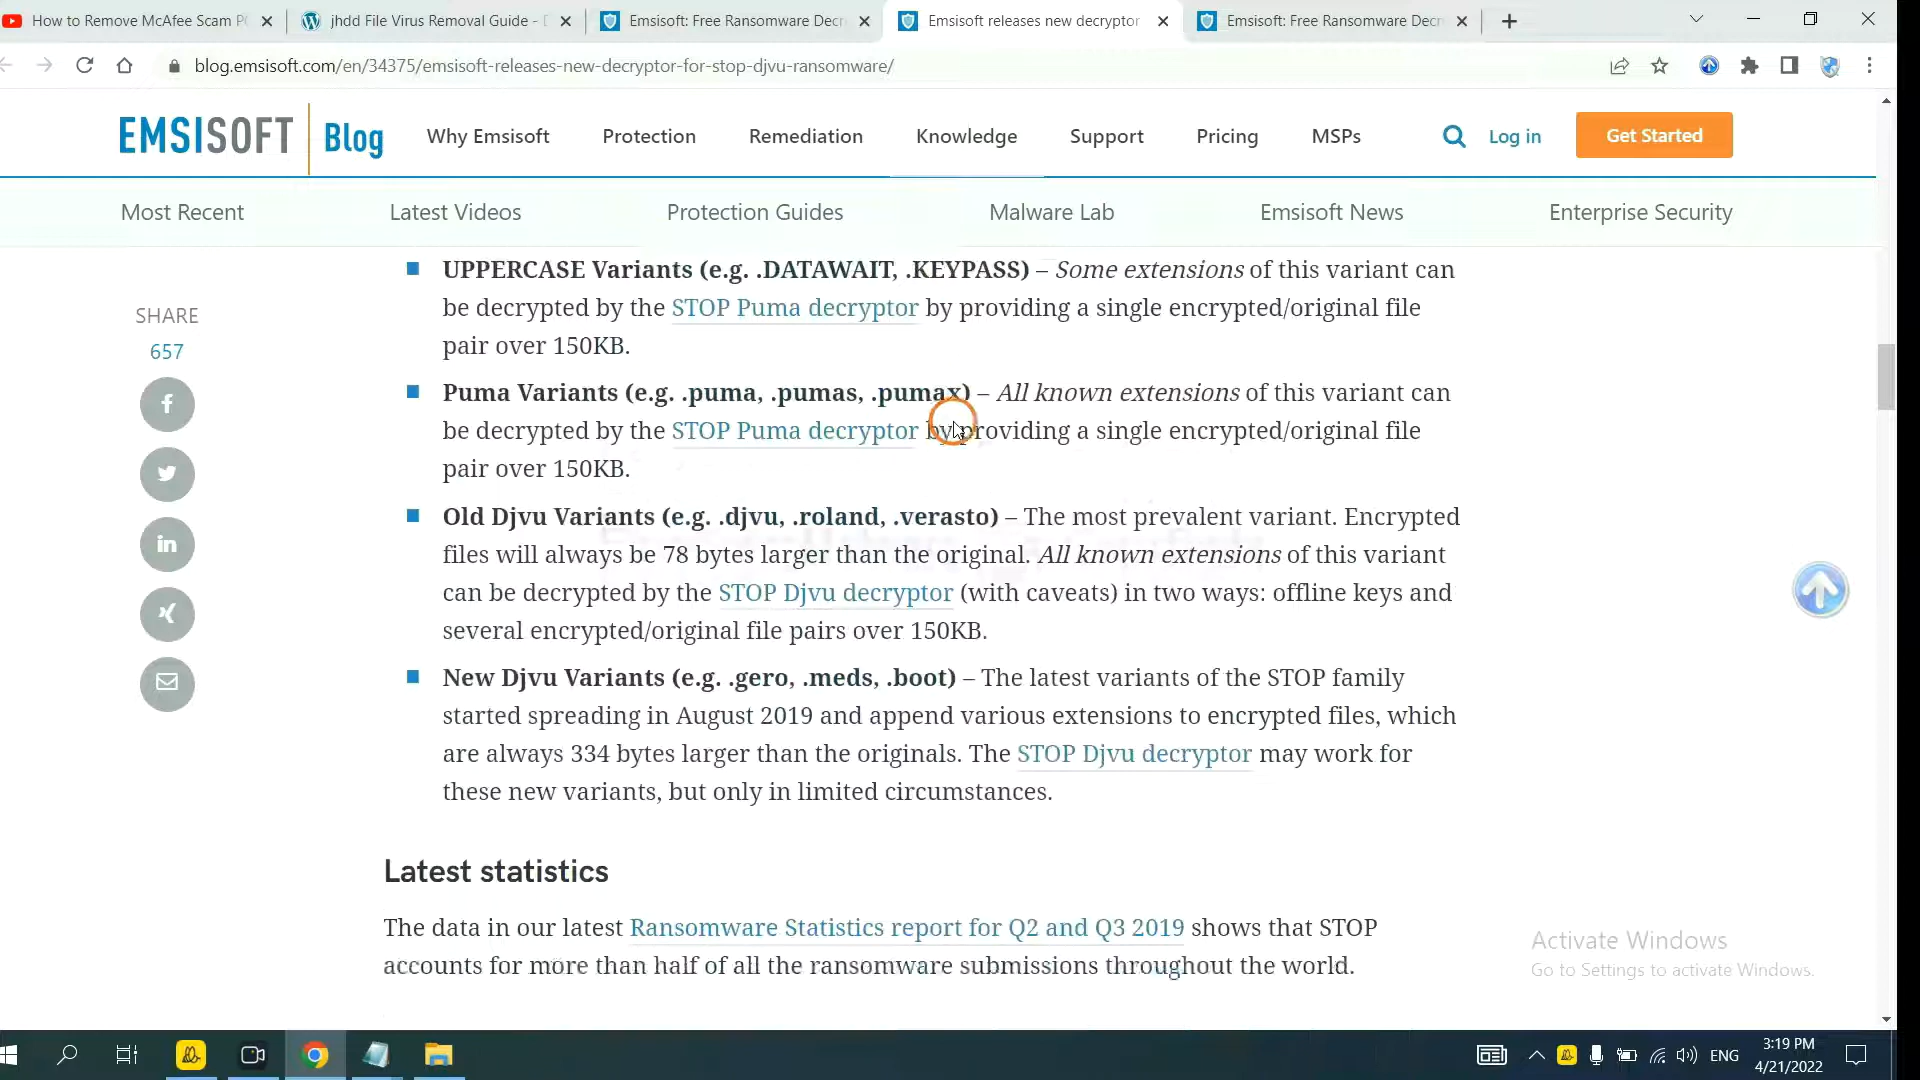 How to Remove McAfee Scam P
jhdd File Virus Removal Guide -
Emsisoft: Free Ransomware Decr
Emsisoft releases new decryptor
Emsisoft: Free Ransomware Decr
blog.emsisoft.com/en/34375/emsisoft-releases-new-decryptor-for-stop-djvu-ransomware/
EMSISOFT Blog Why Emsisoft Protection Remediation Knowledge Support Pricing MSPs Log in Get Started
Most Recent Latest Videos Protection Guides Malware Lab Emsisoft News Enterprise Security
SHARE
657
UPPERCASE Variants (e.g. .DATAWAIT, .KEYPASS) – Some extensions of this variant can
be decrypted by the STOP Puma decryptor by providing a single encrypted/original file
pair over 150KB.
Puma Variants (e.g. .puma, .pumas, .pumax) – All known extensions of this variant can
be decrypted by the STOP Puma decryptor by providing a single encrypted/original file
pair over 150KB.
Old Djvu Variants (e.g. .djvu, .roland, .verasto) – The most prevalent variant. Encrypted
files will always be 78 bytes larger than the original. All known extensions of this variant
can be decrypted by the STOP Djvu decryptor (with caveats) in two ways: offline keys and
several encrypted/original file pairs over 150KB.
New Djvu Variants (e.g. .gero, .meds, .boot) – The latest variants of the STOP family
started spreading in August 2019 and append various extensions to encrypted files, which
are always 334 bytes larger than the originals. The STOP Djvu decryptor may work for
these new variants, but only in limited circumstances.
Latest statistics
The data in our latest Ransomware Statistics report for Q2 and Q3 2019 shows that STOP
accounts for more than half of all the ransomware submissions throughout the world.
Activate Windows
Go to Settings to activate Windows.
ENG
3:19 PM
4/21/2022